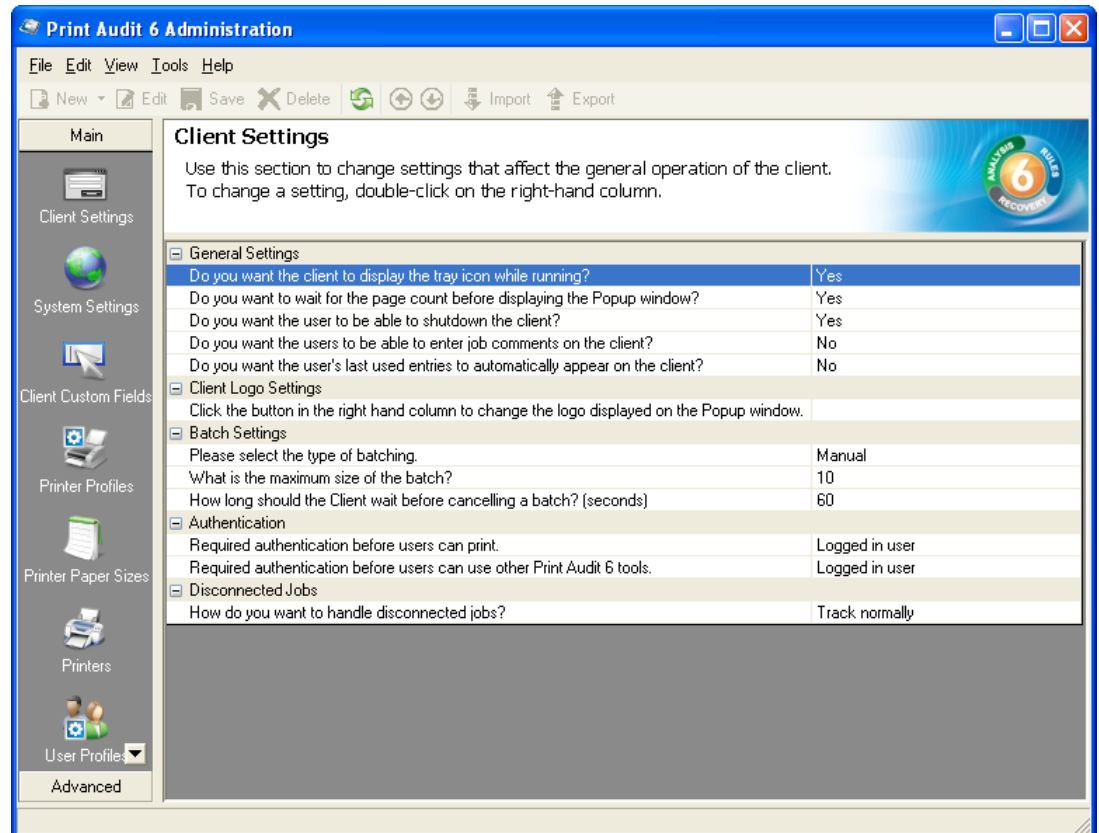 Print Audit 6 Administration
File Edit View Tools Help
New Edit Save Delete Import Export
Main
Client Settings
System Settings
Client Custom Fields
Printer Profiles
Printer Paper Sizes
Printers
User Profiles
Advanced
Client Settings
Use this section to change settings that affect the general operation of the client.
To change a setting, double-click on the right-hand column.
ANALYSIS RULES RECOVERY 6
General Settings
Do you want the client to display the tray icon while running? Yes
Do you want to wait for the page count before displaying the Popup window? Yes
Do you want the user to be able to shutdown the client? Yes
Do you want the users to be able to enter job comments on the client? No
Do you want the user's last used entries to automatically appear on the client? No
Client Logo Settings
Click the button in the right hand column to change the logo displayed on the Popup window.
Batch Settings
Please select the type of batching. Manual
What is the maximum size of the batch? 10
How long should the Client wait before cancelling a batch? (seconds) 60
Authentication
Required authentication before users can print. Logged in user
Required authentication before users can use other Print Audit 6 tools. Logged in user
Disconnected Jobs
How do you want to handle disconnected jobs? Track normally